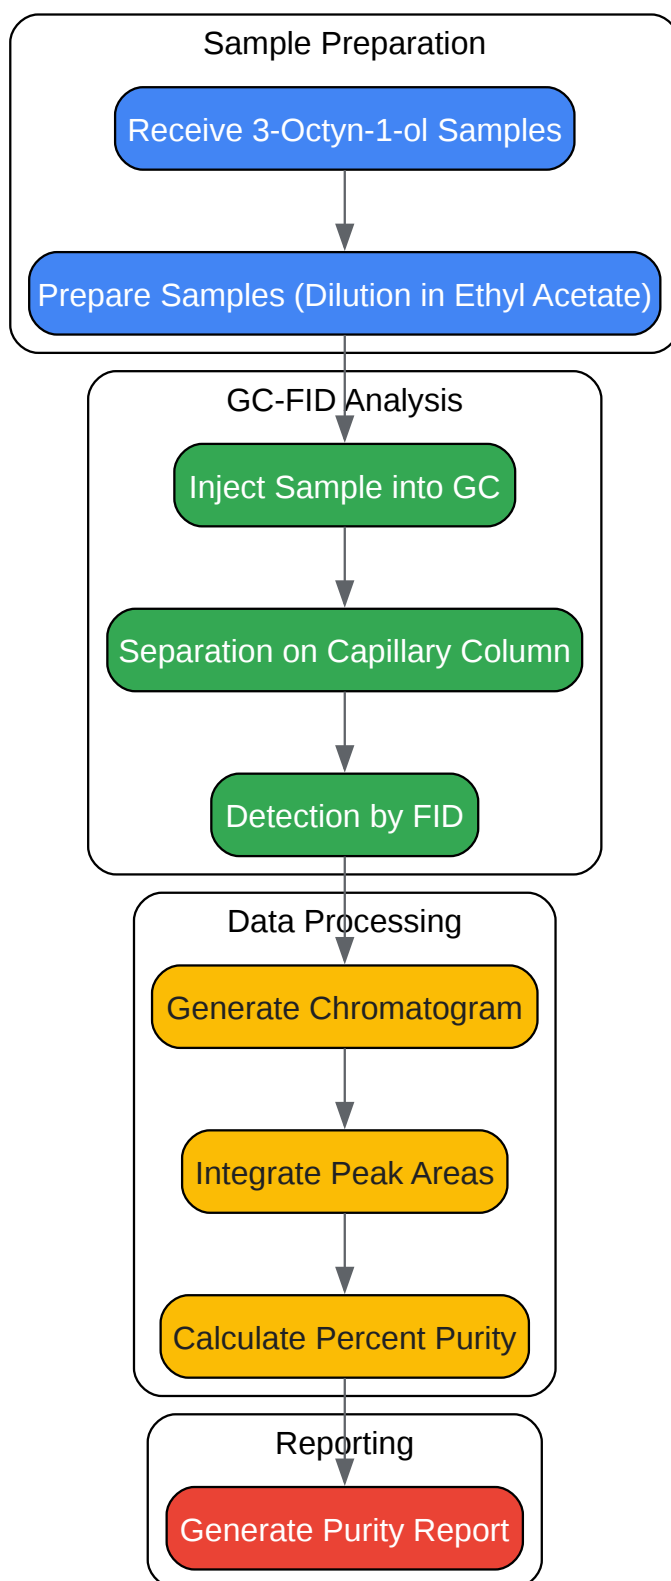 Sample Preparation
Receive 3-Octyn-1-ol Samples
Prepare Samples (Dilution in Ethyl Acetate)
GC-FID Analysis
Inject Sample into GC
Separation on Capillary Column
Detection by FID
Data Processing
Generate Chromatogram
Integrate Peak Areas
Calculate Percent Purity
Reporting
Generate Purity Report